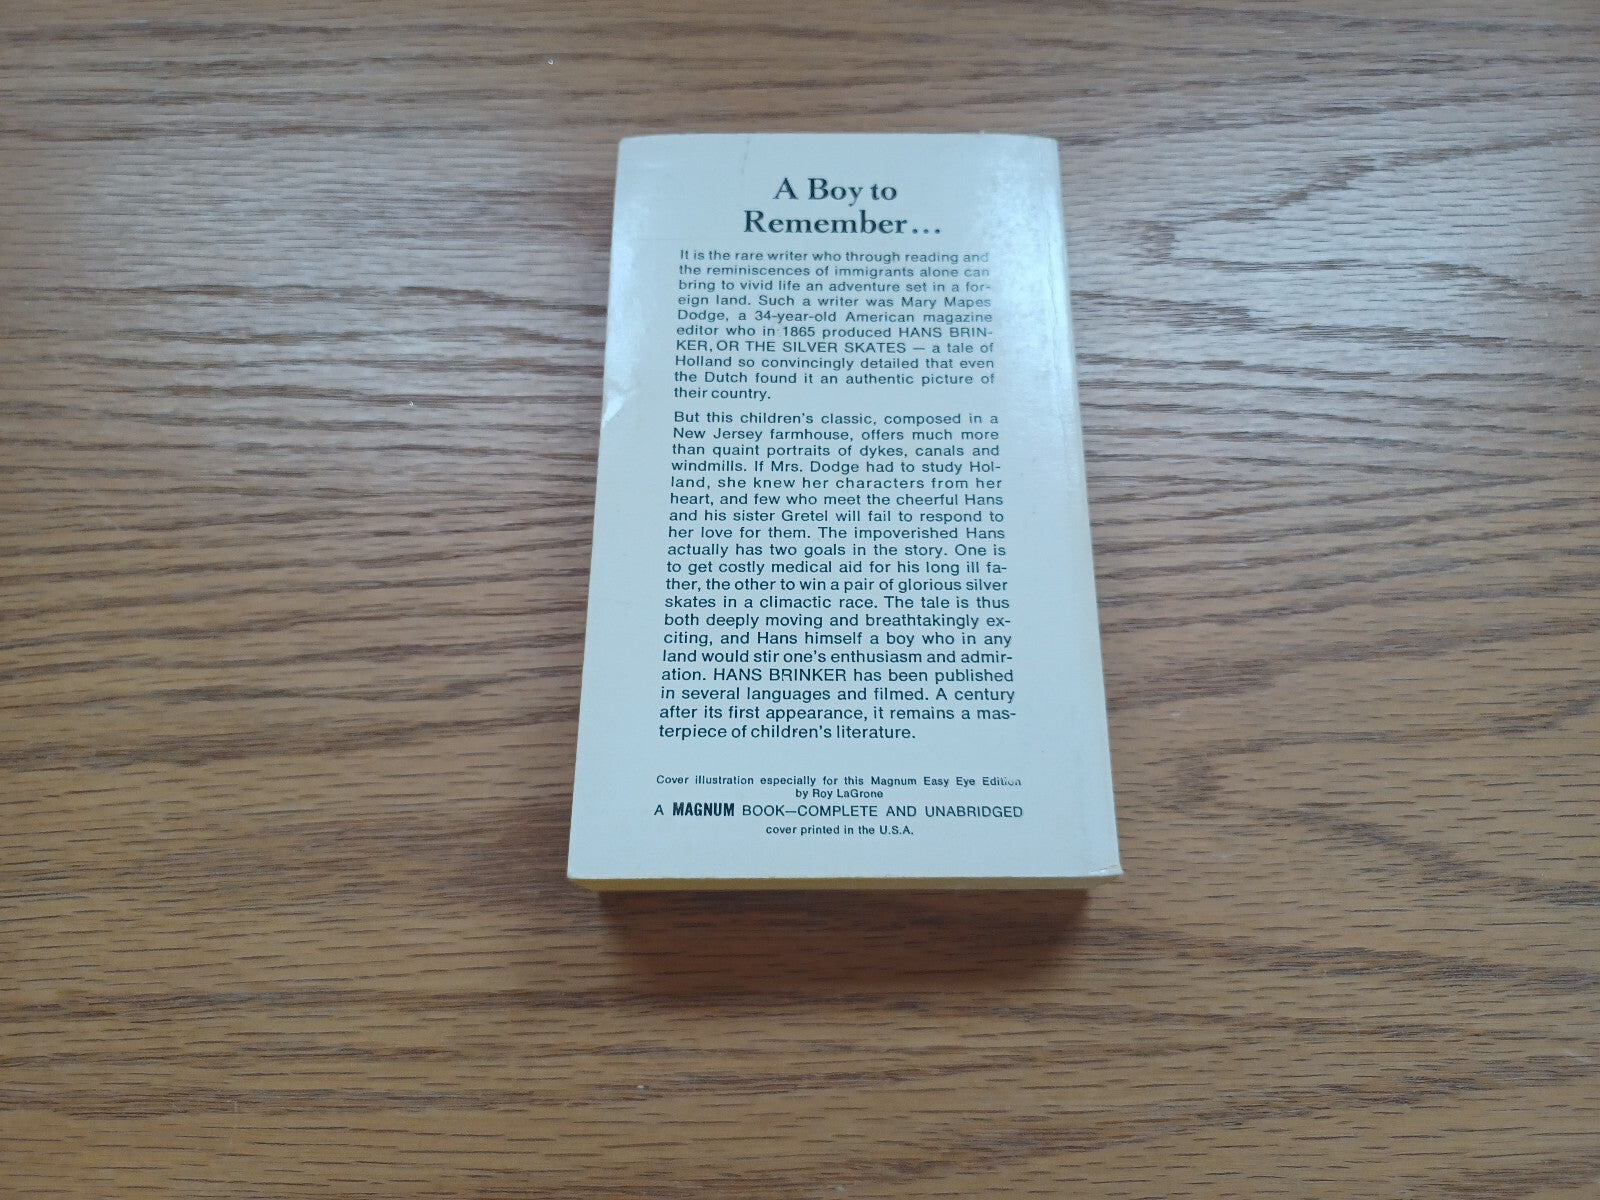 A Boy to
Remember...
It is the rare writer who through reading and
the reminiscences of immigrants alone can
bring to vivid life an adventure set in a for-
eign land. Such a writer was Mary Mapes
Dodge, a 34-year-old American magazine
editor who in 1865 produced HANS BRIN-
KER, OR THE SILVER SKATES — a tale of
Holland so convincingly detailed that even
the Dutch found it an authentic picture of
their country.
But this children's classic, composed in a
New Jersey farmhouse, offers much more
than quaint portraits of dykes, canals and
windmills. If Mrs. Dodge had to study Hol-
land, she knew her characters from her
heart, and few who meet the cheerful Hans
and his sister Gretel will fail to respond to
her love for them. The impoverished Hans
actually has two goals in the story. One is
to get costly medical aid for his long ill fa-
ther, the other to win a pair of glorious silver
skates in a climactic race. The tale is thus
both deeply moving and breathtakingly ex-
citing, and Hans himself a boy who in any
land would stir one's enthusiasm and admir-
ation. HANS BRINKER has been published
in several languages and filmed. A century
after its first appearance, it remains a mas-
terpiece of children's literature.
Cover illustration especially for this Magnum Easy Eye Edition
by Roy LaGrone
A MAGNUM BOOK—COMPLETE AND UNABRIDGED
cover printed in the U.S.A.